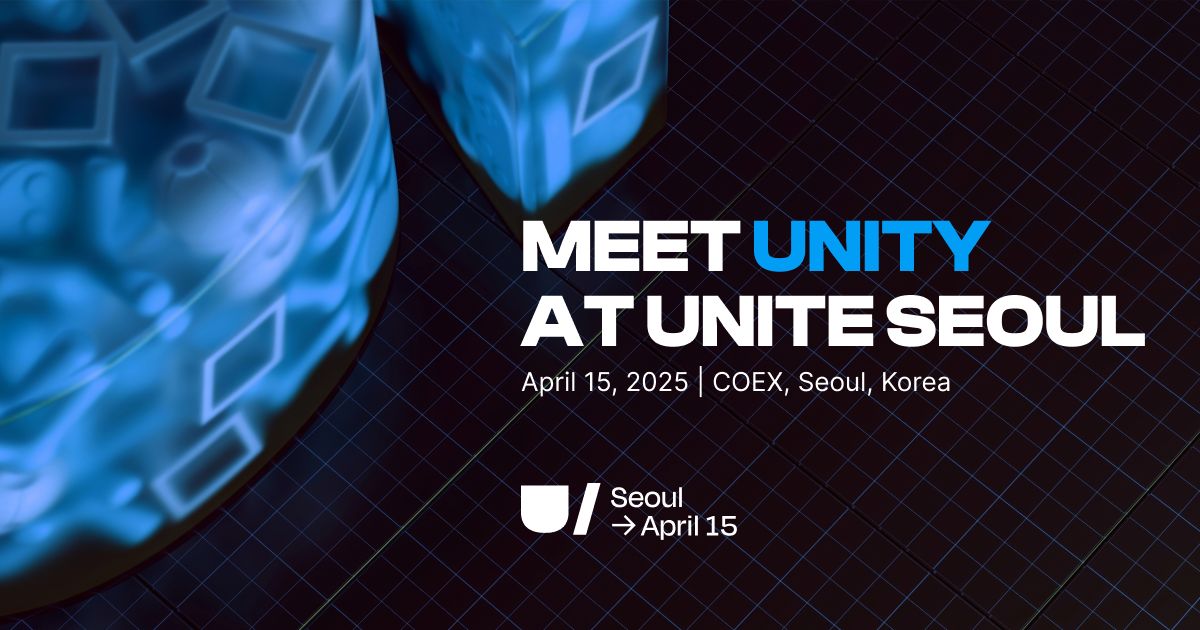 MEET UNITY
AT UNITE SEOUL
April 15, 2025 | COEX, Seoul, Korea
U/ Seoul
→ April 15